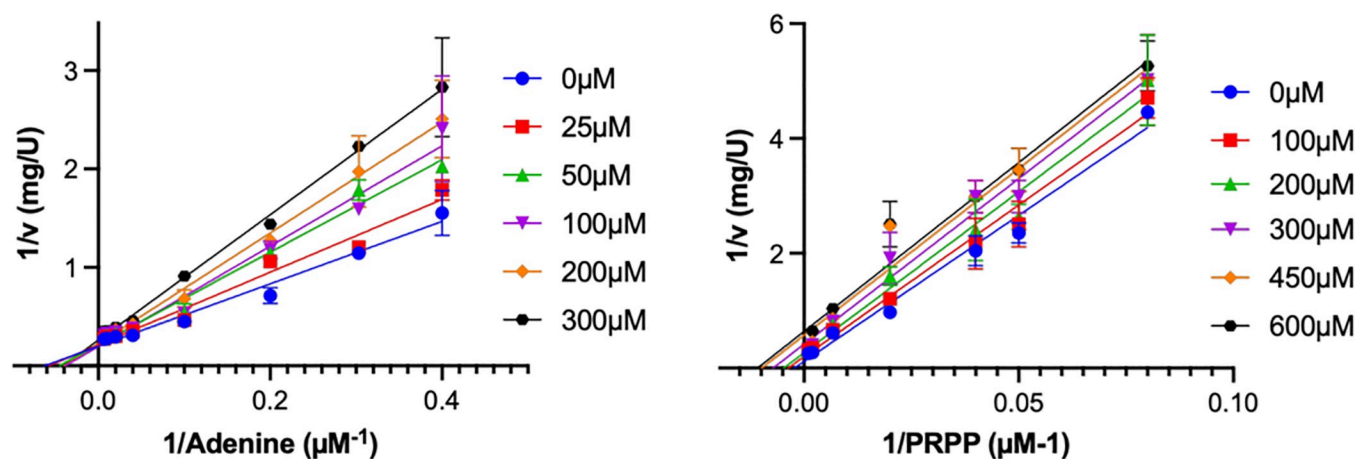 1/v (mg/U)
3
2
1
0.0 0.2 0.4
1/Adenine (µM⁻¹)
0µM
25µM
50µM
100µM
200µM
300µM
1/v (mg/U)
6
4
2
0.00 0.05 0.10
1/PRPP (µM-1)
0µM
100µM
200µM
300µM
450µM
600µM